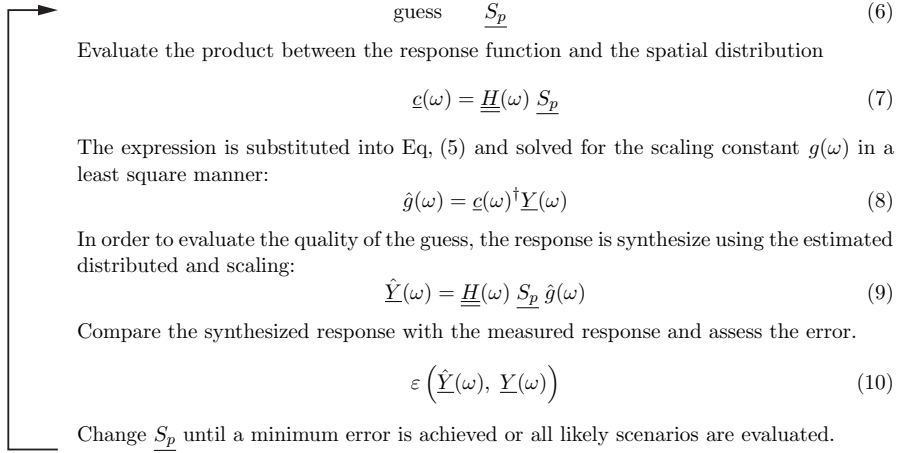 guess S_p (6)
Evaluate the product between the response function and the spatial distribution
c(ω) = H(ω) S_p (7)
The expression is substituted into Eq, (5) and solved for the scaling constant g(ω) in a
least square manner:
ĝ(ω) = c(ω)†Y(ω) (8)
In order to evaluate the quality of the guess, the response is synthesize using the estimated
distributed and scaling:
Ŷ(ω) = H(ω) S_p ĝ(ω) (9)
Compare the synthesized response with the measured response and assess the error.
ε(Ŷ(ω), Y(ω)) (10)
Change S_p until a minimum error is achieved or all likely scenarios are evaluated.